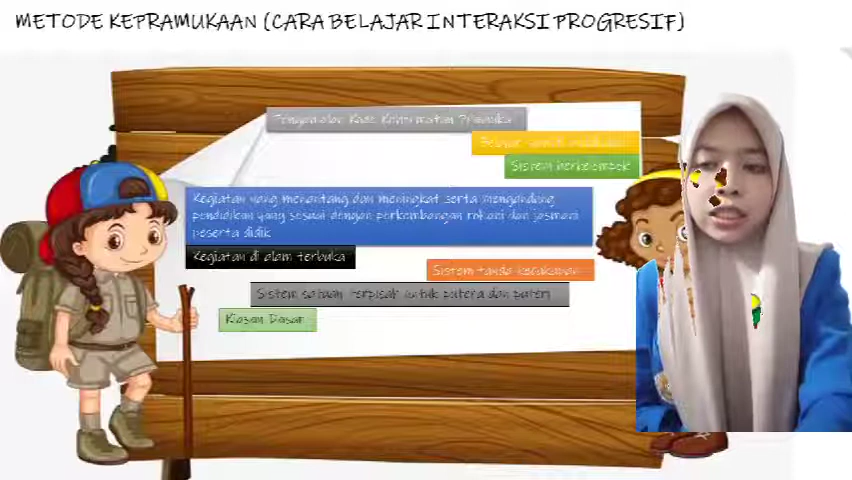 METODE KEPRAMUKAAN (CARA BELAJAR INTERAKSI PROGRESIF)
Pengamalan Kode Kehormatan Pramuka
Belajar sambil melakukan
Sistem berkelompok
Kegiatan yang menantang dan meningkat serta mengandung
pendidikan yang sesuai dengan perkembangan rohani dan jasmani
peserta didik
Kegiatan di alam terbuka
Sistem tanda kecakapan
Sistem satuan terpisah untuk putera dan puteri
Kiasan Dasar